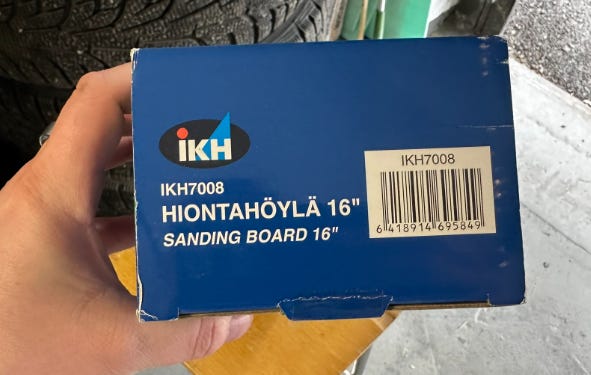 iKH
IKH7008
HIONTAHÖYLÄ 16"
SANDING BOARD 16"
IKH7008
6 418914 695849